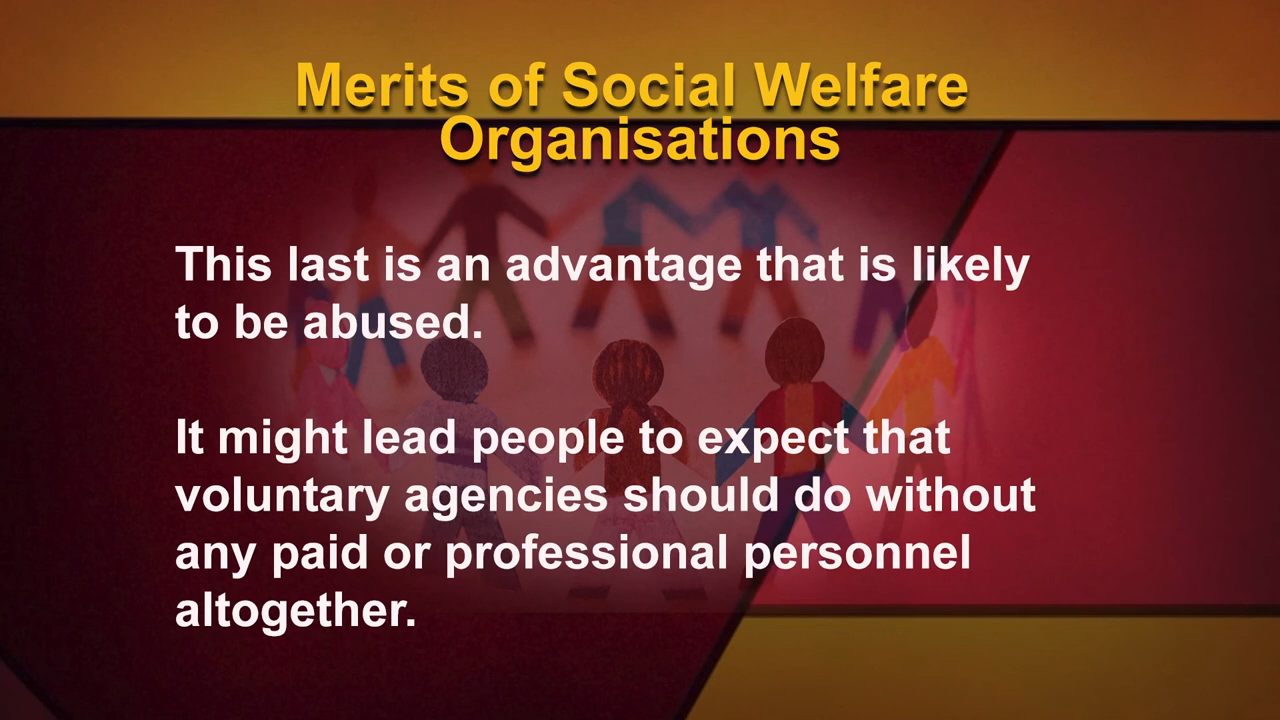 Merits of Social Welfare
Organisations
This last is an advantage that is likely
to be abused.
It might lead people to expect that
voluntary agencies should do without
any paid or professional personnel
altogether.